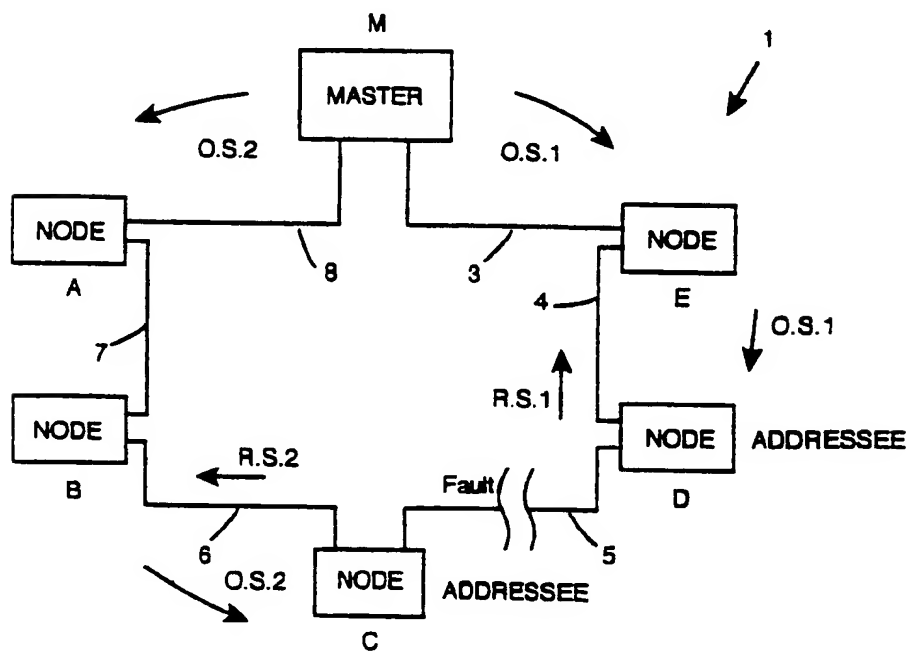 M
1
MASTER
O.S.2
O.S.1
NODE
8
3
NODE
A
4
E
7
O.S.1
R.S.1
NODE
NODE
ADDRESSEE
R.S.2
B
Fault
D
6
5
O.S.2
NODE
ADDRESSEE
C